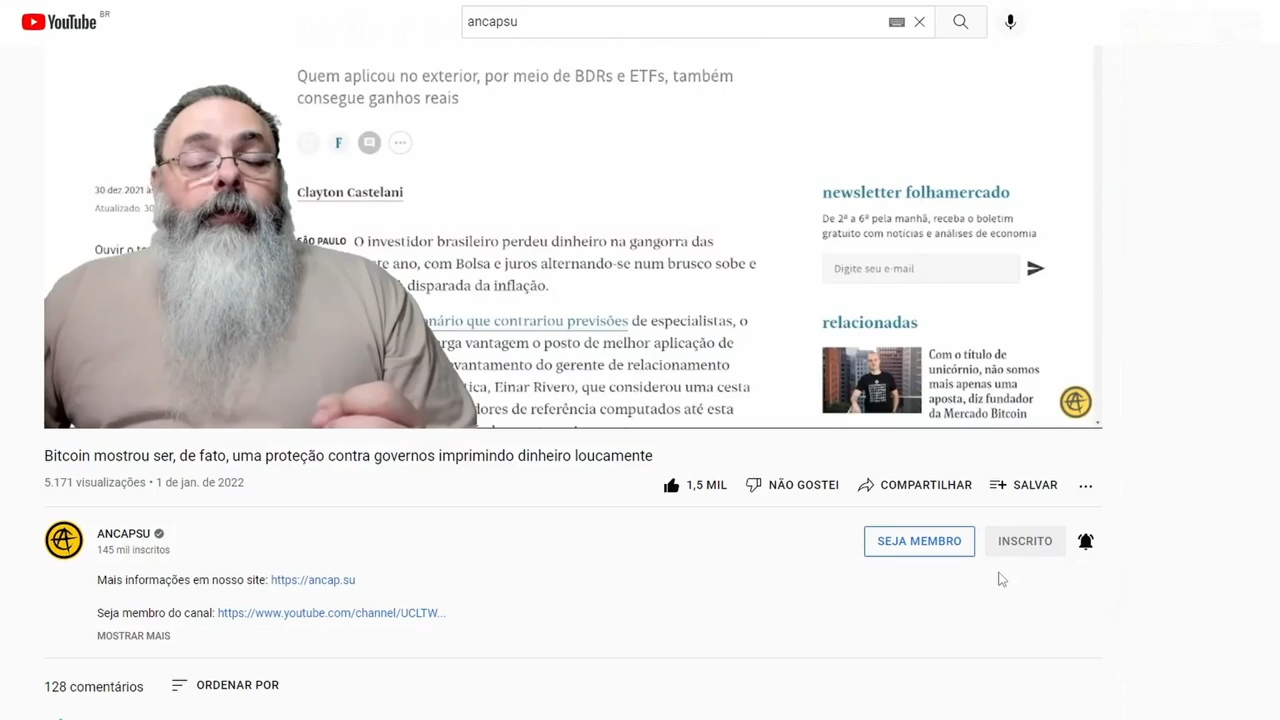 YouTube BR
ancapsu
Quem aplicou no exterior, por meio de BDRs e ETFs, também
consegue ganhos reais
F
Clayton Castelani
30 dez 2021 às
Atualizado 30
Ouvir o
SÃO PAULO O investidor brasileiro perdeu dinheiro na gangorra das
te ano, com Bolsa e juros alternando-se num brusco sobe e
disparada da inflação.
nário que contrariou previsões de especialistas, o
rga vantagem o posto de melhor aplicação de
vantamento do gerente de relacionamento
tica, Einar Rivero, que considerou uma cesta
dores de referência computados até esta
newsletter folhamercado
De 2ª a 6ª pela manhã, receba o boletim
gratuito com notícias e análises de economia
Digite seu e-mail
relacionadas
Com o título de
unicórnio, não somos
mais apenas uma
aposta, diz fundador
da Mercado Bitcoin
Bitcoin mostrou ser, de fato, uma proteção contra governos imprimindo dinheiro loucamente
5.171 visualizações • 1 de jan. de 2022
1,5 MIL
NÃO GOSTEI
COMPARTILHAR
SALVAR
ANCAPSU
145 mil inscritos
SEJA MEMBRO
INSCRITO
Mais informações em nosso site: https://ancap.su
Seja membro do canal: https://www.youtube.com/channel/UCLTW...
MOSTRAR MAIS
128 comentários
ORDENAR POR